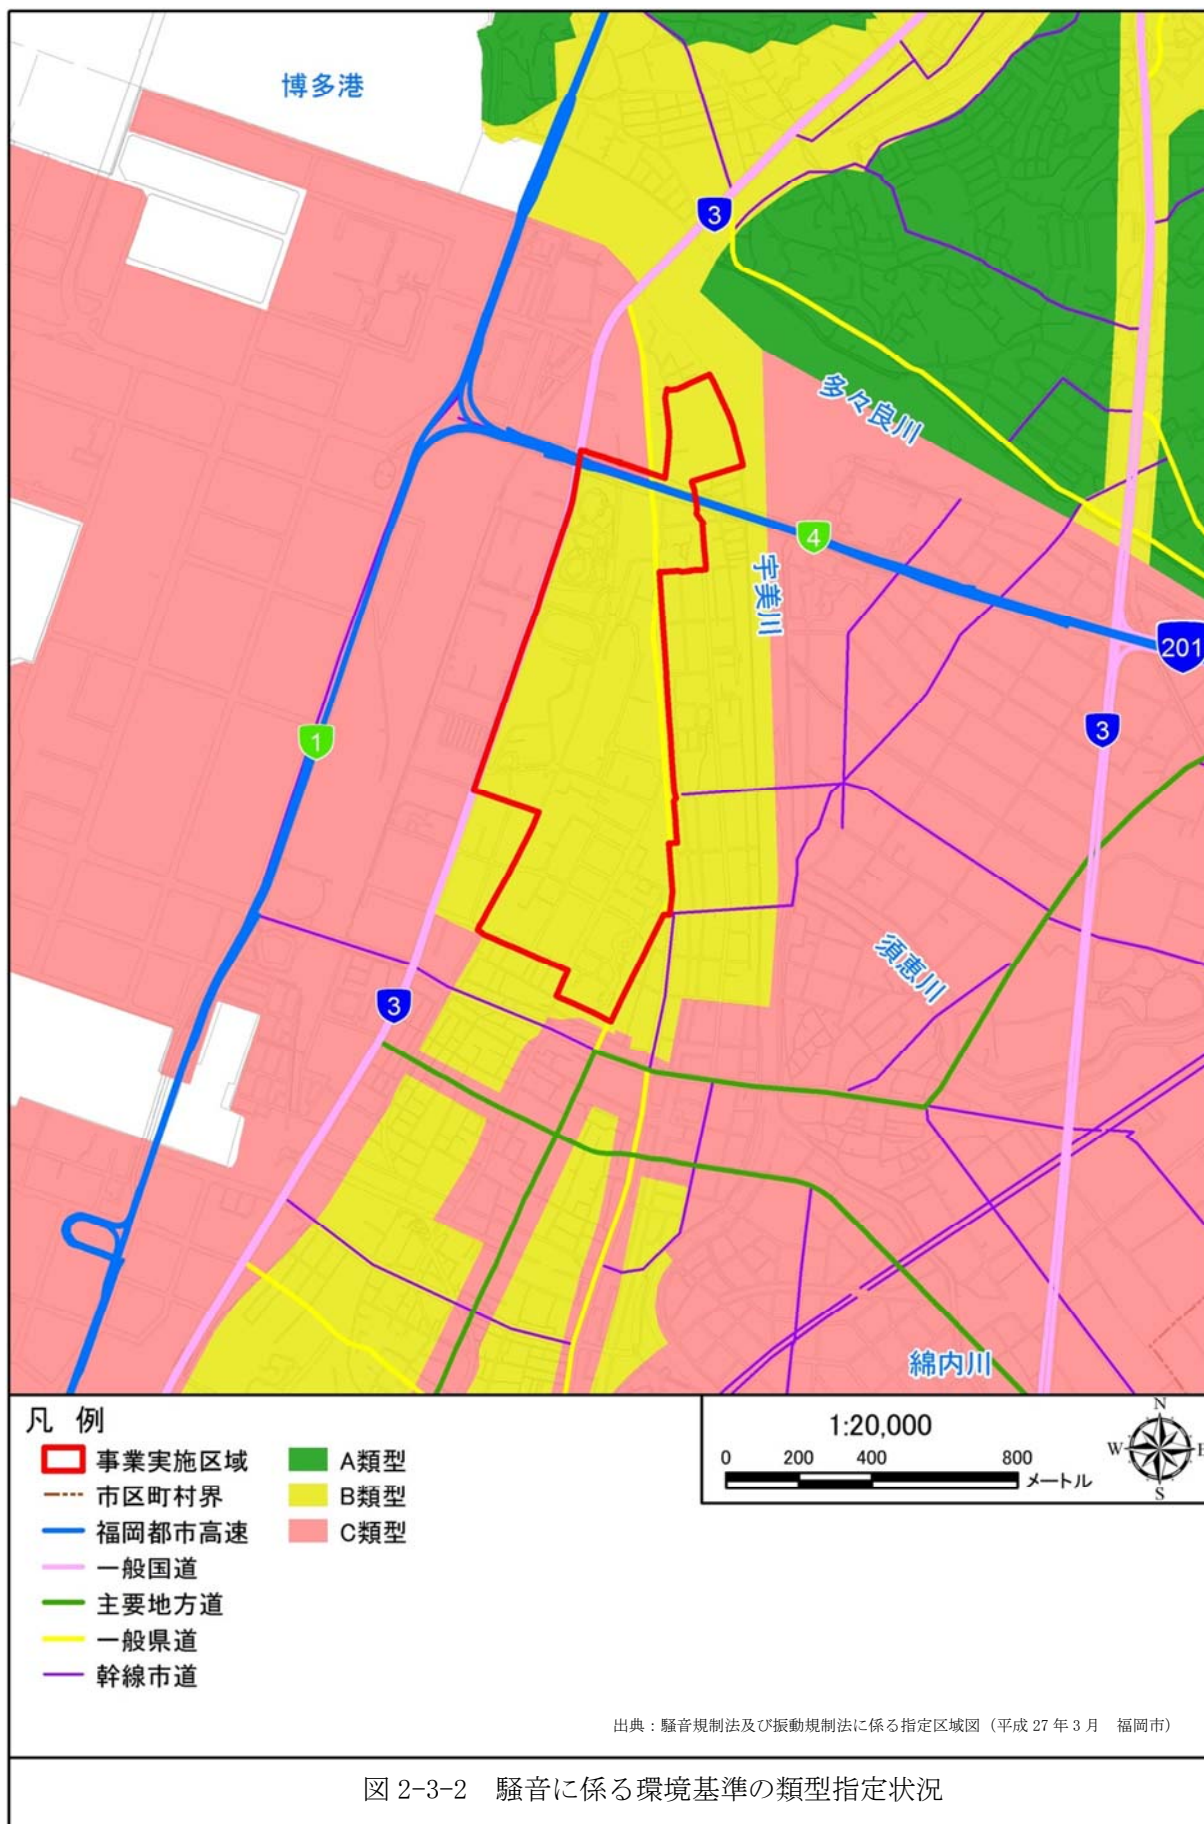 博多港
3
多々良川
4
宇美川
201
3
1
須恵川
3
綿内川
凡 例
事業実施区域
市区町村界
福岡都市高速
一般国道
主要地方道
一般県道
幹線市道
A類型
B類型
C類型
1:20,000
0 200 400 800
メートル
N
W E
S
出典：騒音規制法及び振動規制法に係る指定区域図（平成 27 年 3 月 福岡市）
図 2-3-2 騒音に係る環境基準の類型指定状況